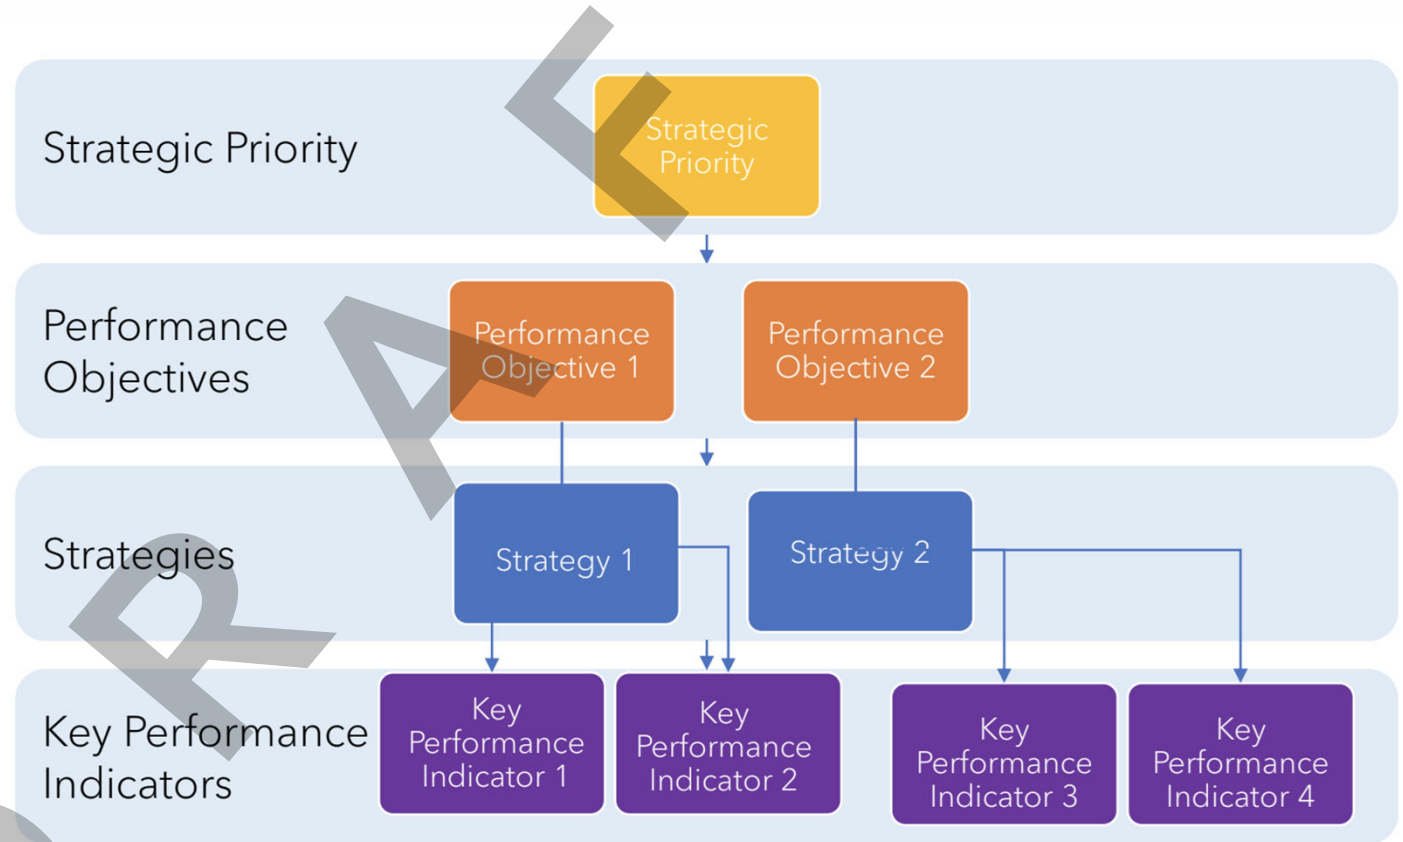 Strategic Priority
Strategic
Priority
Performance
Objectives
Performance
Objective 1
Performance
Objective 2
Strategies
Strategy 1
Strategy 2
Key Performance
Indicators
Key
Performance
Indicator 1
Key
Performance
Indicator 2
Key
Performance
Indicator 3
Key
Performance
Indicator 4
R A F